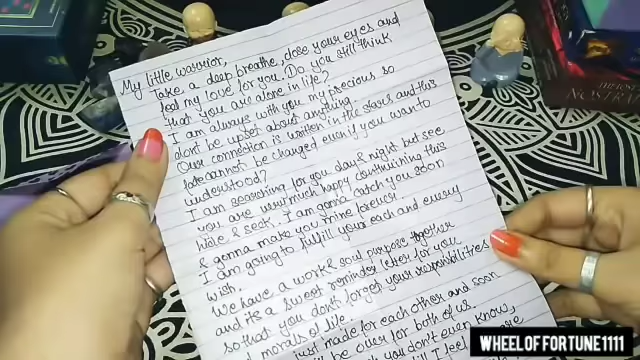 My little warrior,
Take a deep breathe, close your eyes and
feel my love for you. Do you still think
that you are alone in life?
I am always with you my precious so
don't be upset about anything.
Our connection is written in the stars and this
fate cannot be changed even if you want to
understood?
I am searching for you day & night but see
you are very much happy continuining this
hide & seek. I am gonna catch you soon
& gonna make you mine forever.
I am going to fulfill your each and every
wish.
We have a work & soul purpose together
and its a sweet reminder letter for you
so that you don't forget your responsibilities
& morals of life.
just made for each other and soon
be over for both of us.
you don't even know,
I feel
are
NOSTRA
WHEEL OF FORTUNE1111